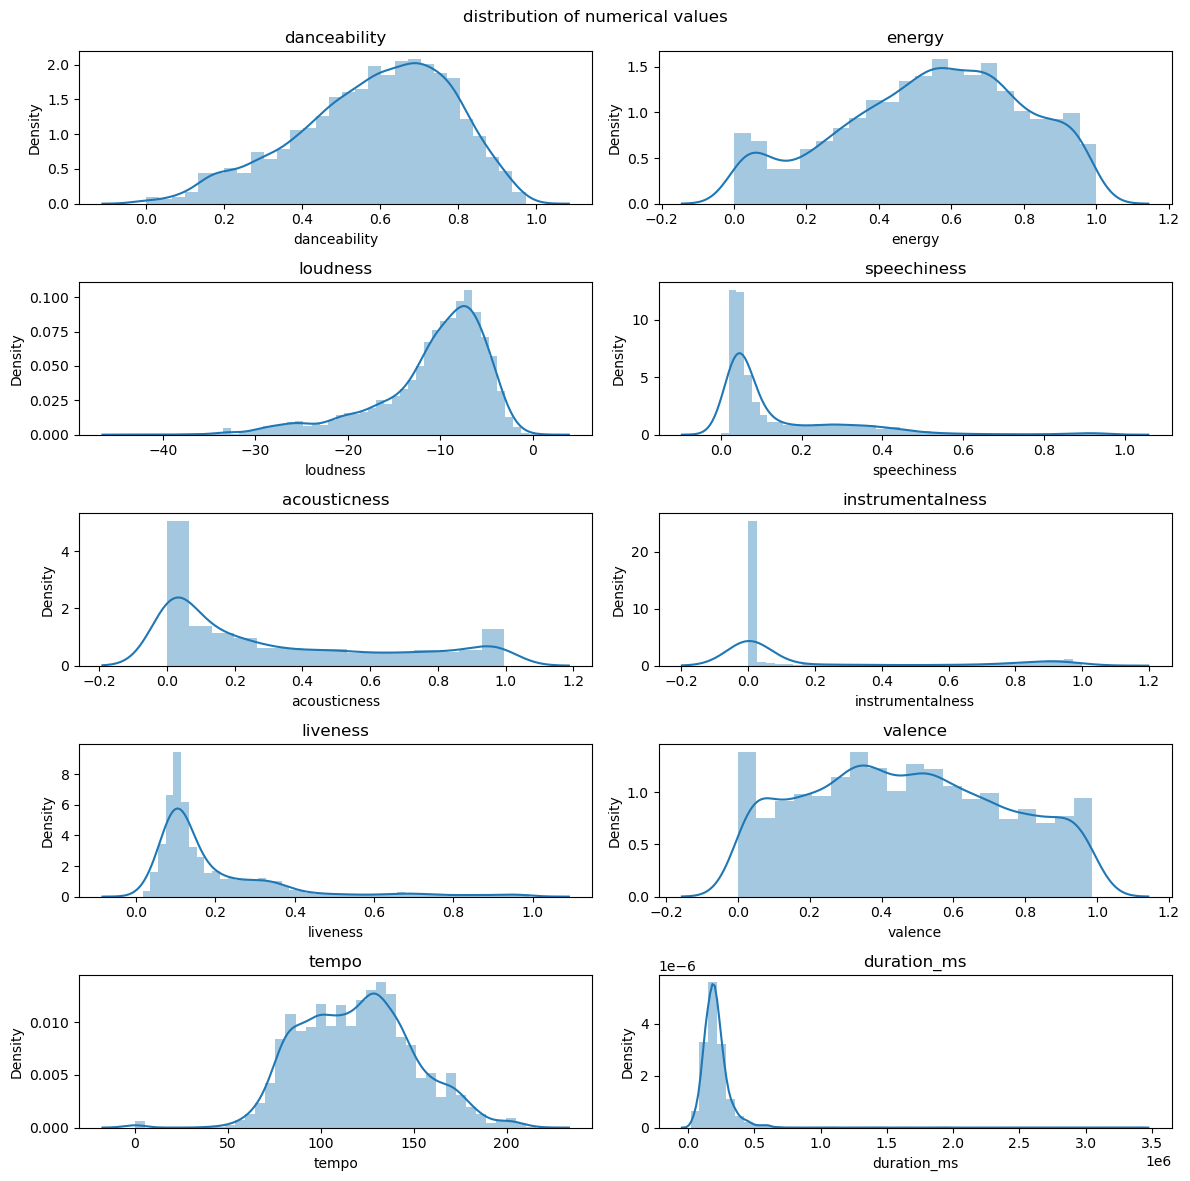 distribution of numerical values
danceability
Density
2.0
1.5
1.0
0.5
0.0
0.0 0.2 0.4 0.6 0.8 1.0
danceability
energy
Density
1.5
1.0
0.5
0.0
−0.2 0.0 0.2 0.4 0.6 0.8 1.0 1.2
energy
loudness
Density
0.100
0.075
0.050
0.025
0.000
−40 −30 −20 −10 0
loudness
speechiness
Density
10
5
0
0.0 0.2 0.4 0.6 0.8 1.0
speechiness
acousticness
Density
4
2
0
−0.2 0.0 0.2 0.4 0.6 0.8 1.0 1.2
acousticness
instrumentalness
Density
20
10
0
−0.2 0.0 0.2 0.4 0.6 0.8 1.0 1.2
instrumentalness
liveness
Density
8
6
4
2
0
0.0 0.2 0.4 0.6 0.8 1.0
liveness
valence
Density
1.0
0.5
0.0
−0.2 0.0 0.2 0.4 0.6 0.8 1.0 1.2
valence
tempo
Density
0.010
0.005
0.000
0 50 100 150 200
tempo
duration_ms
1e−6
Density
4
2
0
0.0 0.5 1.0 1.5 2.0 2.5 3.0 3.5
duration_ms
1e6